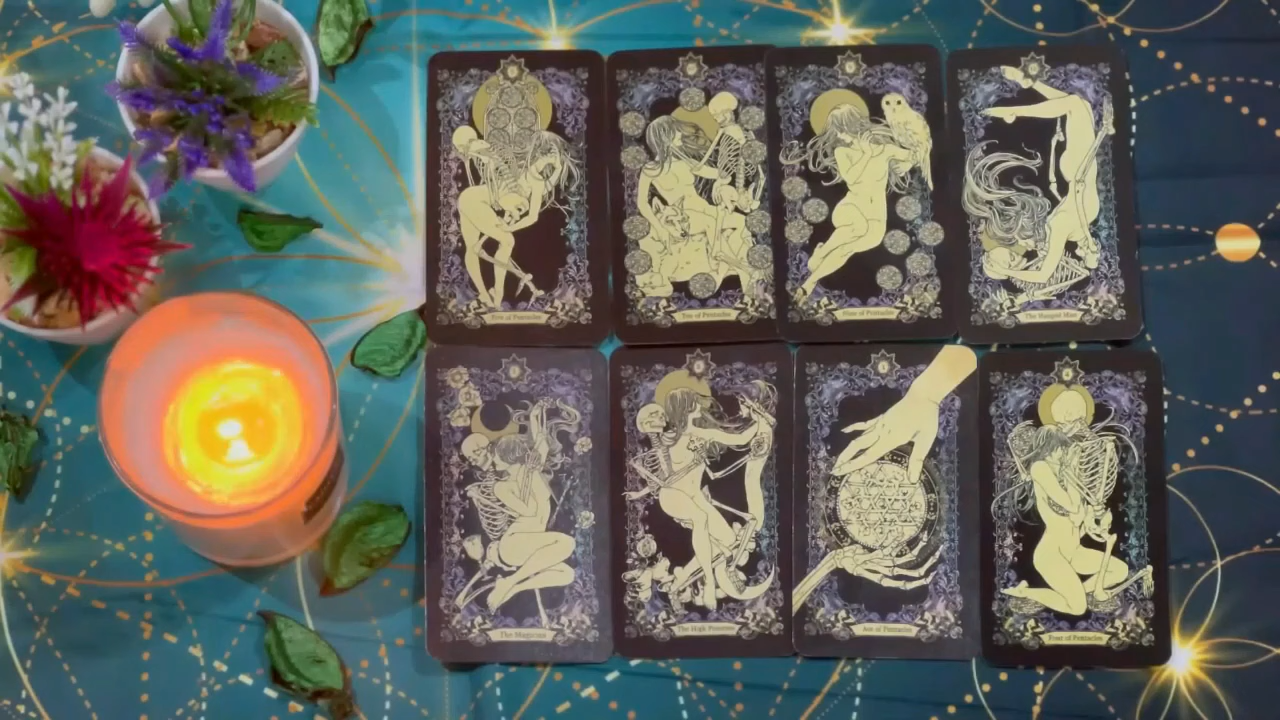 Five of Pentacles
Ten of Pentacles
Nine of Pentacles
The Hanged Man
The Magician
The High Priestess
Ace of Pentacles
Four of Pentacles